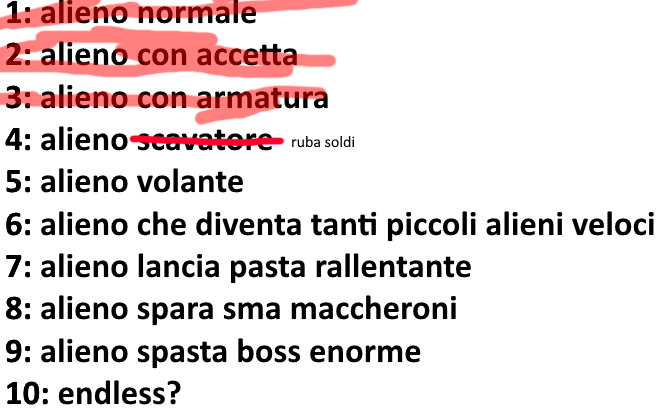 1: alieno normale
2: alieno con accetta
3: alieno con armatura
4: alieno scavatore ruba soldi
5: alieno volante
6: alieno che diventa tanti piccoli alieni veloci
7: alieno lancia pasta rallentante
8: alieno spara sma maccheroni
9: alieno spasta boss enorme
10: endless?